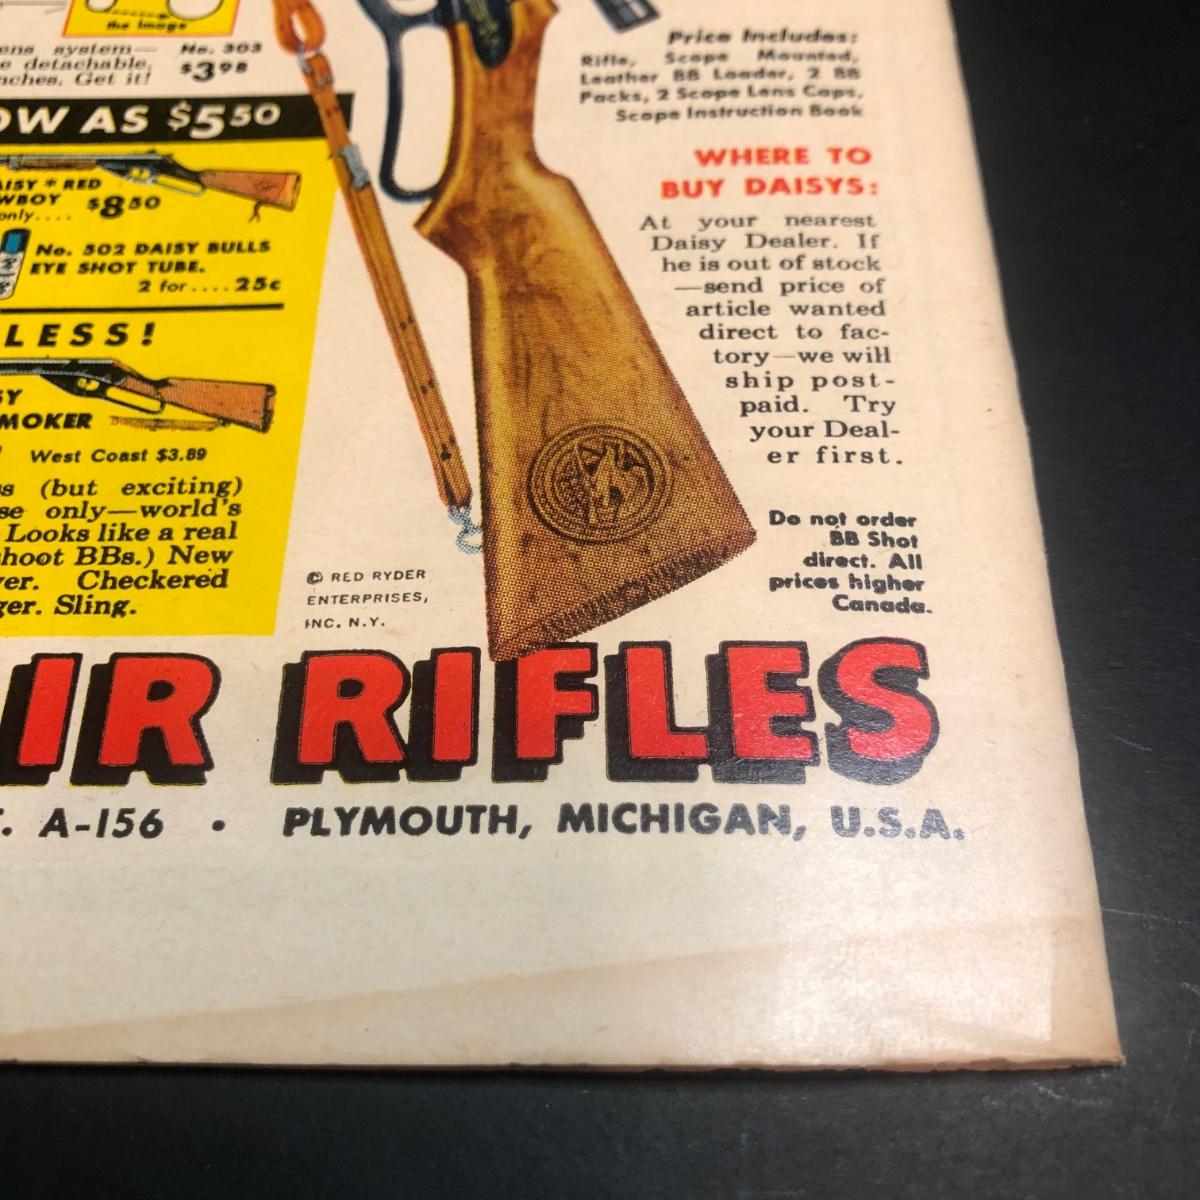 the Image
ens system—
e detachable,
nches. Get it!
No. 303
$3.98
OW AS $5.50
AISY * RED
WBOY
only....
$8.50
No. 502 DAISY BULLS
EYE SHOT TUBE.
2 for .... 25¢
LESS!
SY
MOKER
West Coast $3.89
s (but exciting)
se only—world's
Looks like a real
hoot BBs.) New
ver. Checkered
ger. Sling.
Price Includes:
Rifle, Scope Mounted,
Leather BB Loader, 2 BB
Packs, 2 Scope Lens Caps,
Scope Instruction Book
WHERE TO
BUY DAISYS:
At your nearest
Daisy Dealer. If
he is out of stock
—send price of
article wanted
direct to fac-
tory—we will
ship post-
paid. Try
your Deal-
er first.
Do not order
BB Shot
direct. All
prices higher
Canada.
© RED RYDER
ENTERPRISES,
INC. N.Y.
IR RIFLES
T. A-156 • PLYMOUTH, MICHIGAN, U.S.A.